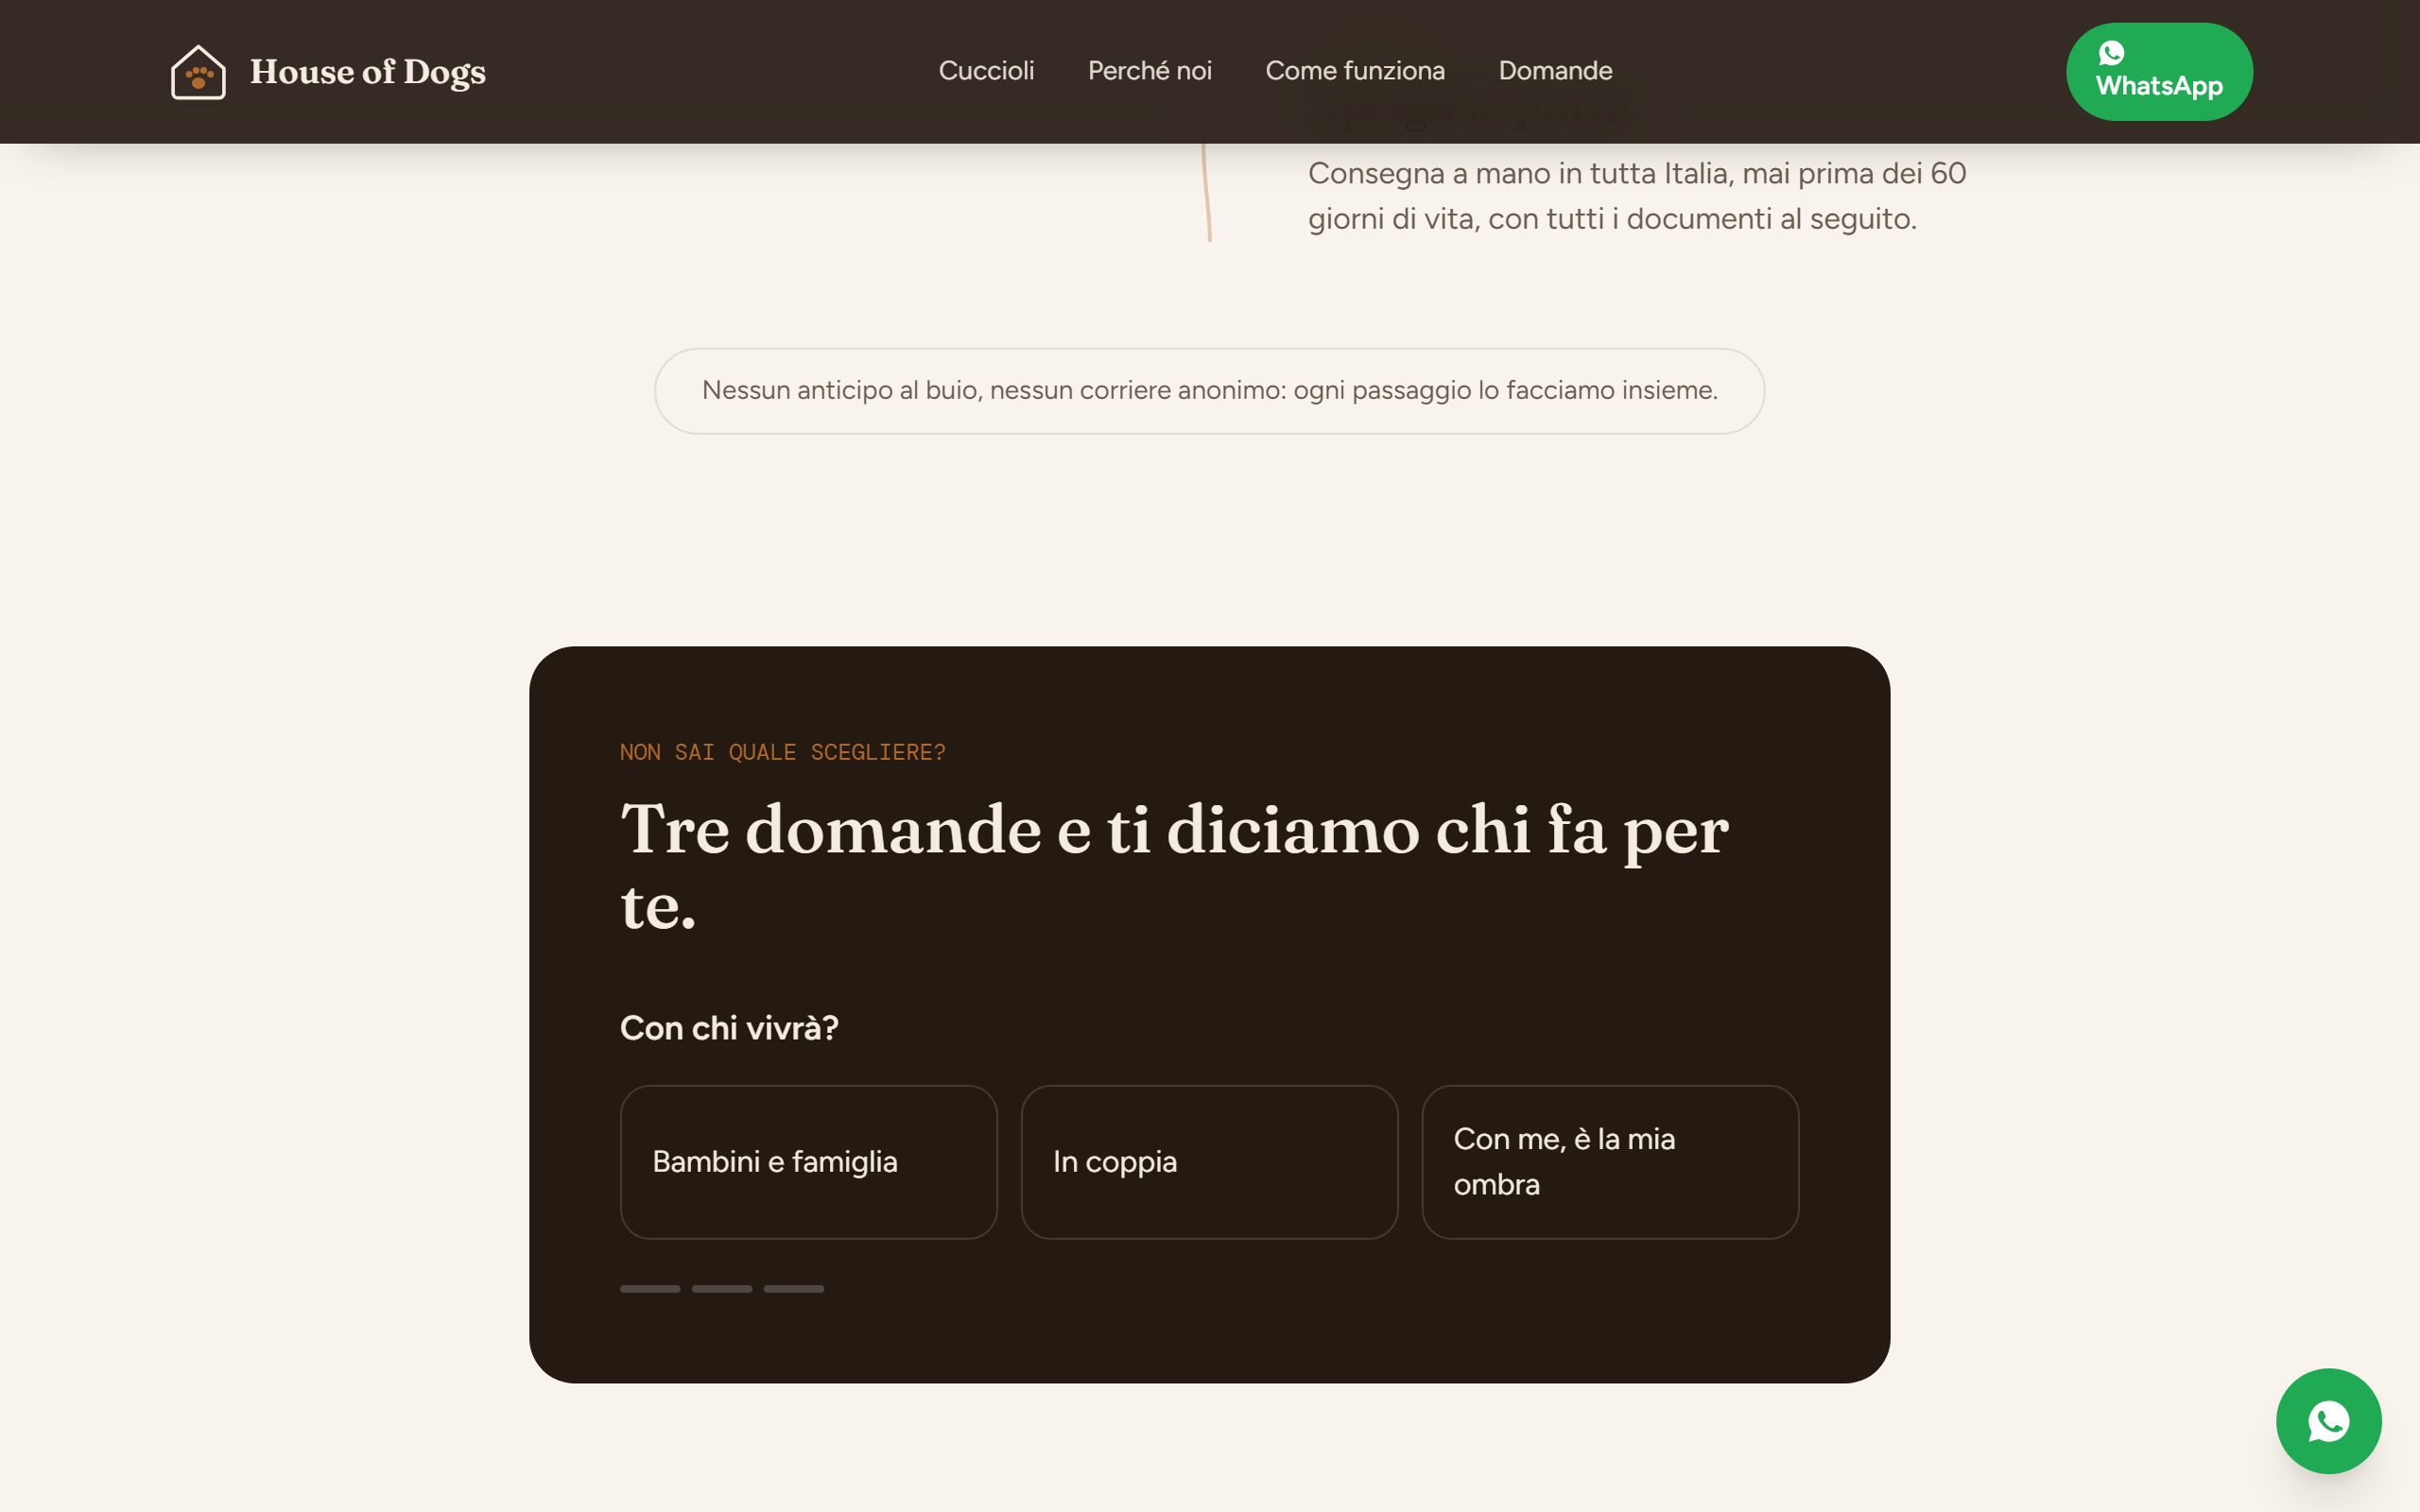 House of Dogs
Cuccioli
Perché noi
Come funziona
Domande
WhatsApp
Consegna a mano in tutta Italia, mai prima dei 60
giorni di vita, con tutti i documenti al seguito.
Nessun anticipo al buio, nessun corriere anonimo: ogni passaggio lo facciamo insieme.
NON SAI QUALE SCEGLIERE?
Tre domande e ti diciamo chi fa per
te.
Con chi vivrà?
Bambini e famiglia
In coppia
Con me, è la mia
ombra